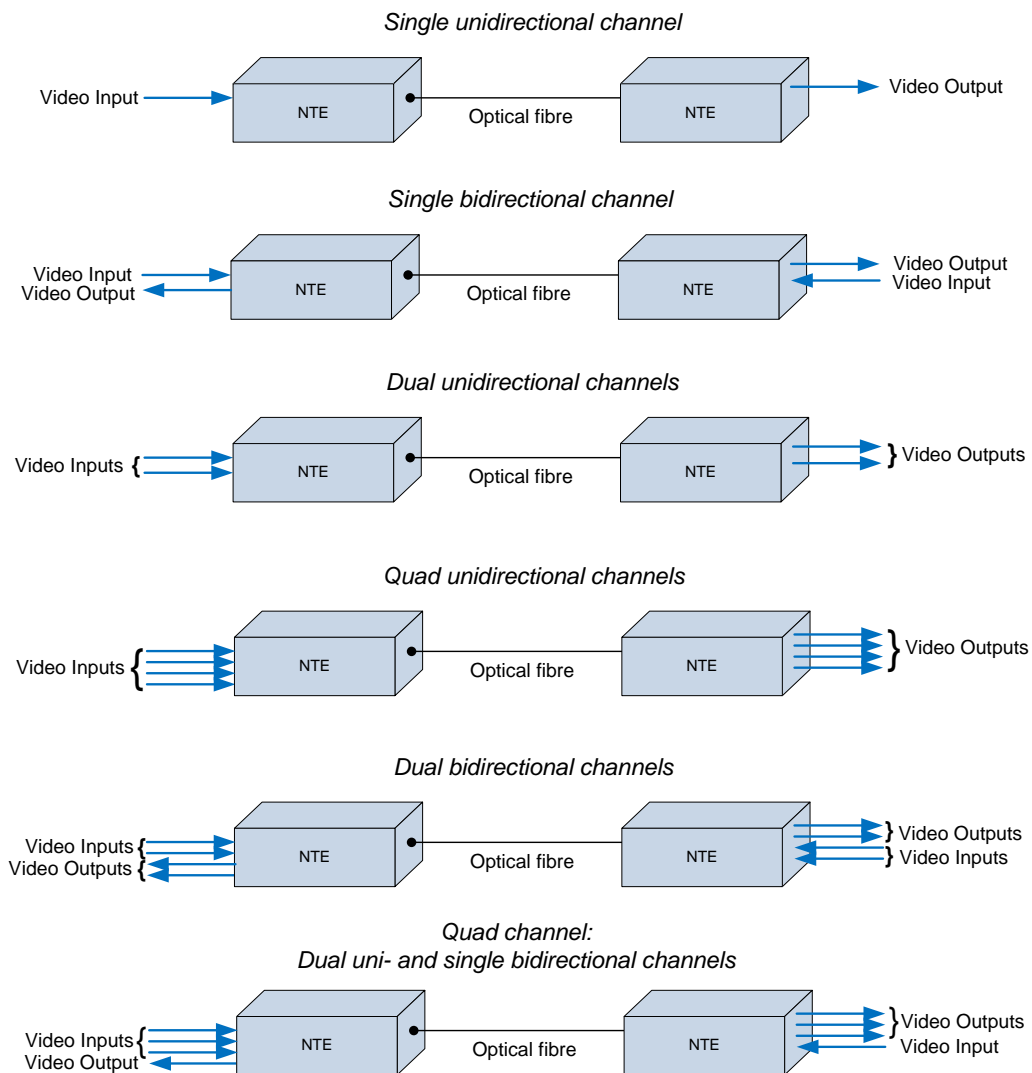 Single unidirectional channel
Video Input
NTE
Optical fibre
NTE
Video Output
Single bidirectional channel
Video Input
Video Output
NTE
Optical fibre
NTE
Video Output
Video Input
Dual unidirectional channels
Video Inputs {
NTE
Optical fibre
NTE
} Video Outputs
Quad unidirectional channels
Video Inputs {
NTE
Optical fibre
NTE
} Video Outputs
Dual bidirectional channels
Video Inputs {
Video Outputs {
NTE
Optical fibre
NTE
} Video Outputs
} Video Inputs
Quad channel:
Dual uni- and single bidirectional channels
Video Inputs {
Video Output
NTE
Optical fibre
NTE
} Video Outputs
Video Input